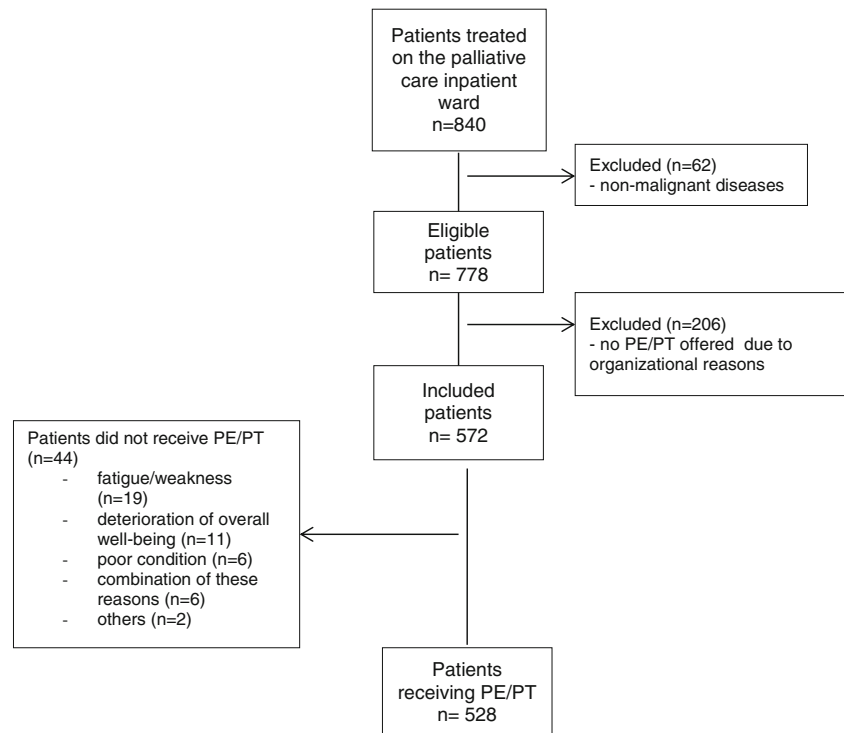 Patients treated
on the palliative
care inpatient
ward
n=840
Excluded (n=62)
- non-malignant diseases
Eligible
patients
n= 778
Excluded (n=206)
- no PE/PT offered due to
organizational reasons
Included
patients
n= 572
Patients did not receive PE/PT
(n=44)
- fatigue/weakness
(n=19)
- deterioration of overall
well-being (n=11)
- poor condition (n=6)
- combination of these
reasons (n=6)
- others (n=2)
Patients
receiving PE/PT
n= 528